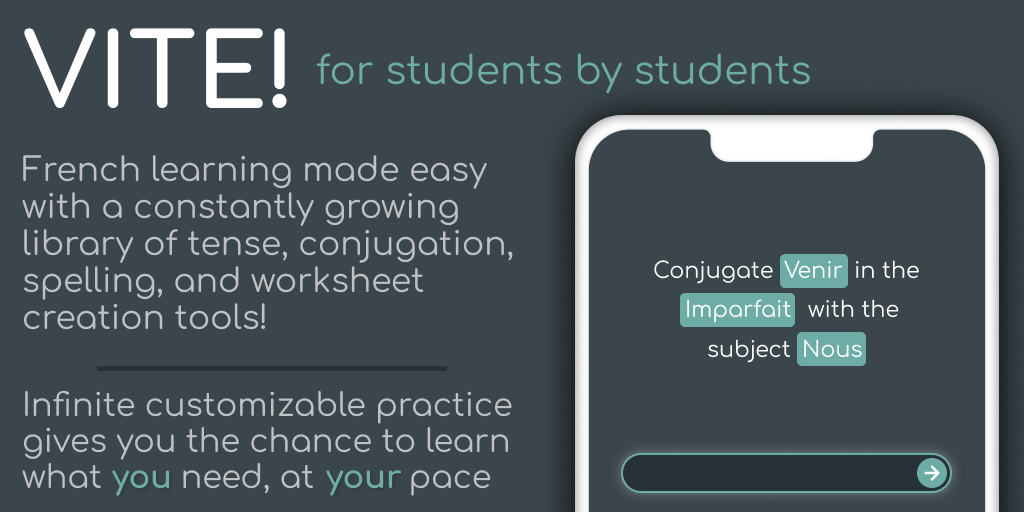 VITE!
for students by students
French learning made easy
with a constantly growing
library of tense, conjugation,
spelling, and worksheet
creation tools!
Infinite customizable practice
gives you the chance to learn
what you need, at your pace
Conjugate Venir in the
Imparfait with the
subject Nous